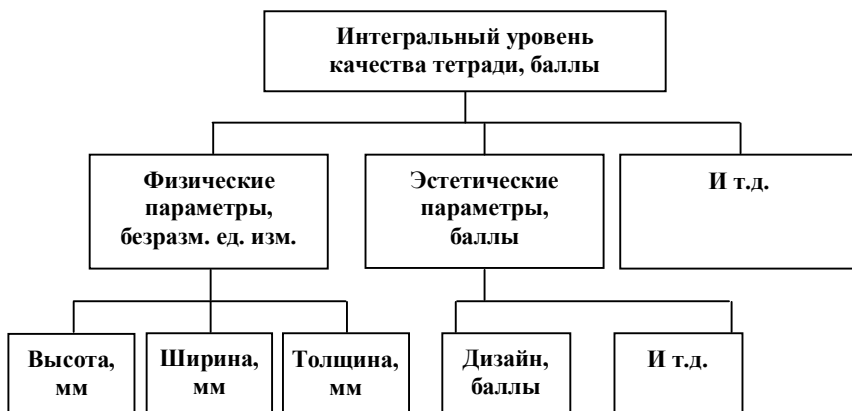 Интегральный уровень
качества тетради, баллы
Физические
параметры,
безразм. ед. изм.
Эстетические
параметры,
баллы
И т.д.
Высота,
мм
Ширина,
мм
Толщина,
мм
Дизайн,
баллы
И т.д.